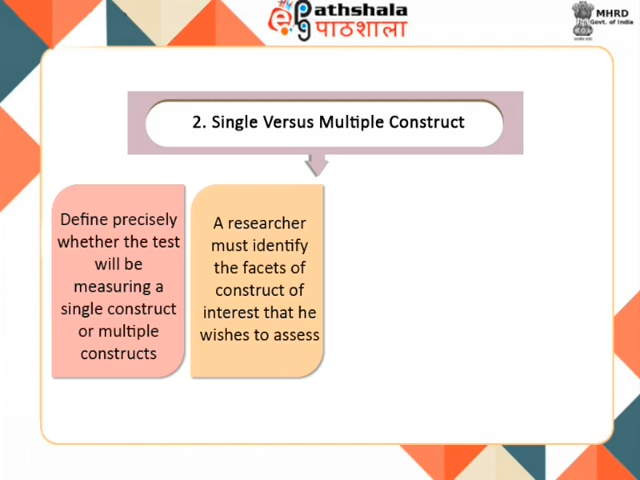 athshala
पाठशाला
MHRD
Govt. of India
2. Single Versus Multiple Construct
Define precisely
whether the test
will be
measuring a
single construct
or multiple
constructs
A researcher
must identify
the facets of
construct of
interest that he
wishes to assess